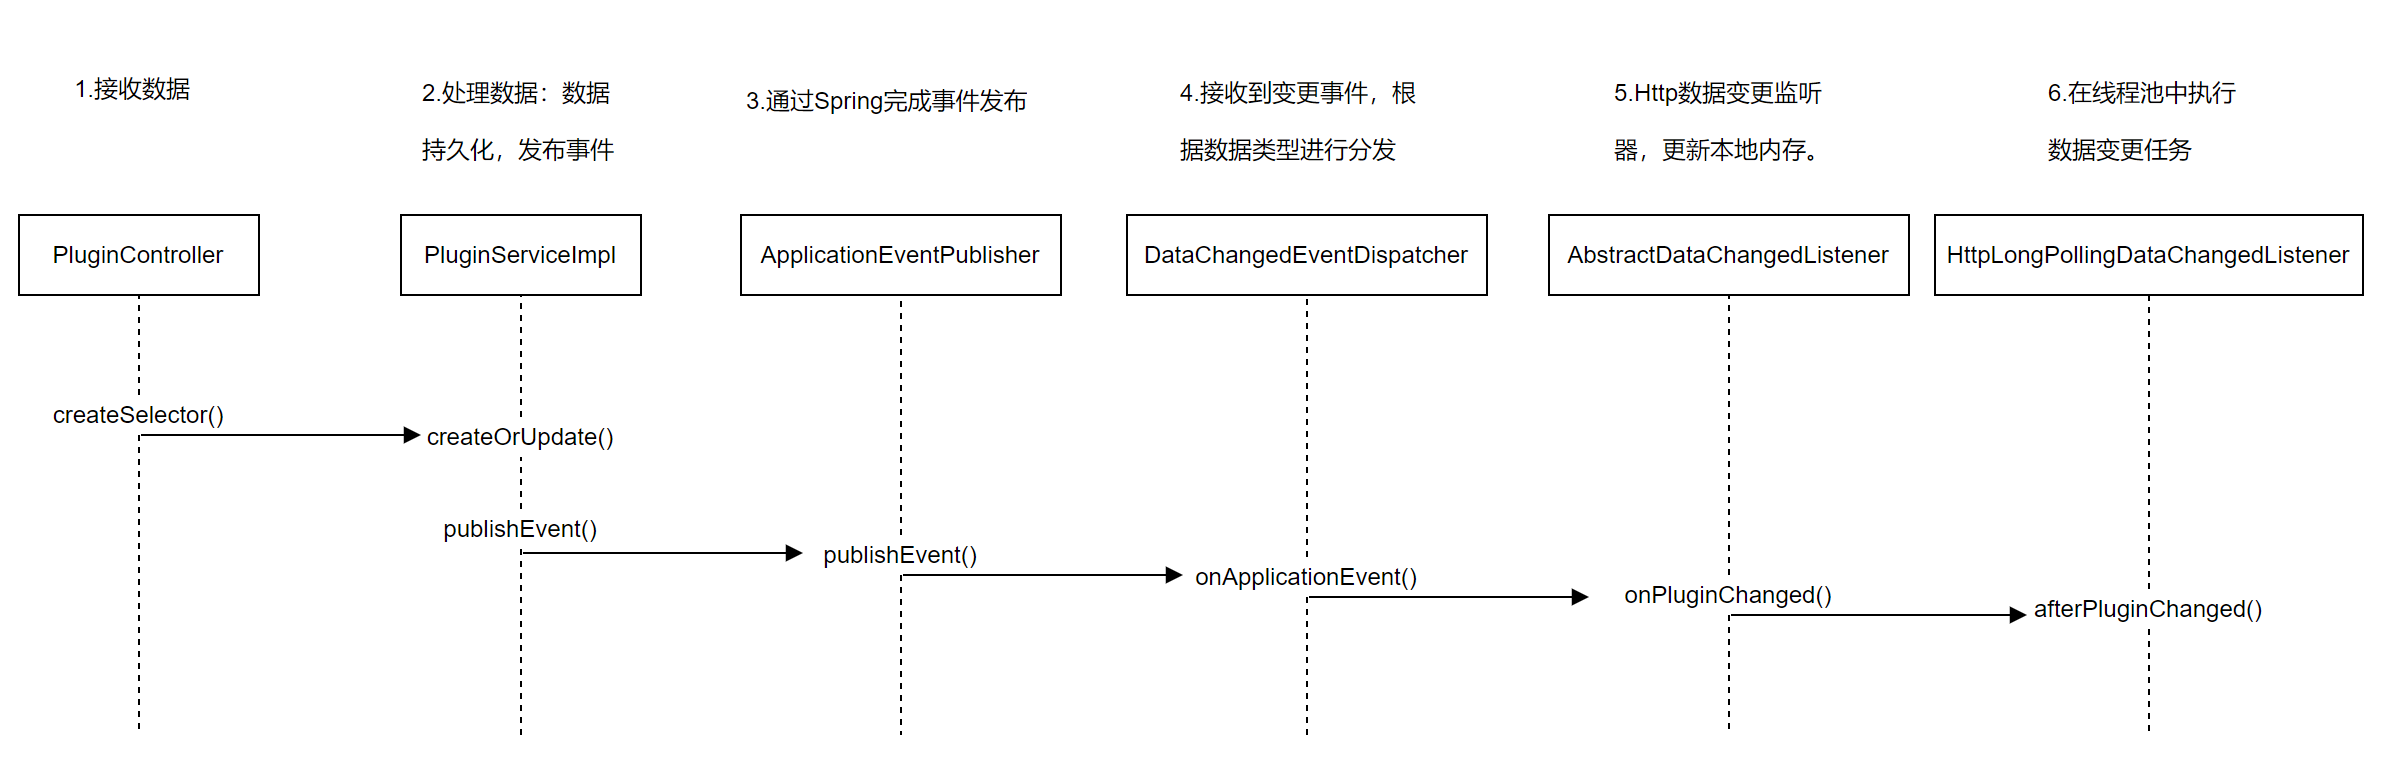 1.接收数据
2.处理数据：数据
持久化，发布事件
3.通过Spring完成事件发布
4.接收到变更事件，根
据数据类型进行分发
5.Http数据变更监听
器，更新本地内存。
6.在线程池中执行
数据变更任务
PluginController
PluginServiceImpl
ApplicationEventPublisher
DataChangedEventDispatcher
AbstractDataChangedListener
HttpLongPollingDataChangedListener
createSelector()
createOrUpdate()
publishEvent()
publishEvent()
onApplicationEvent()
onPluginChanged()
afterPluginChanged()